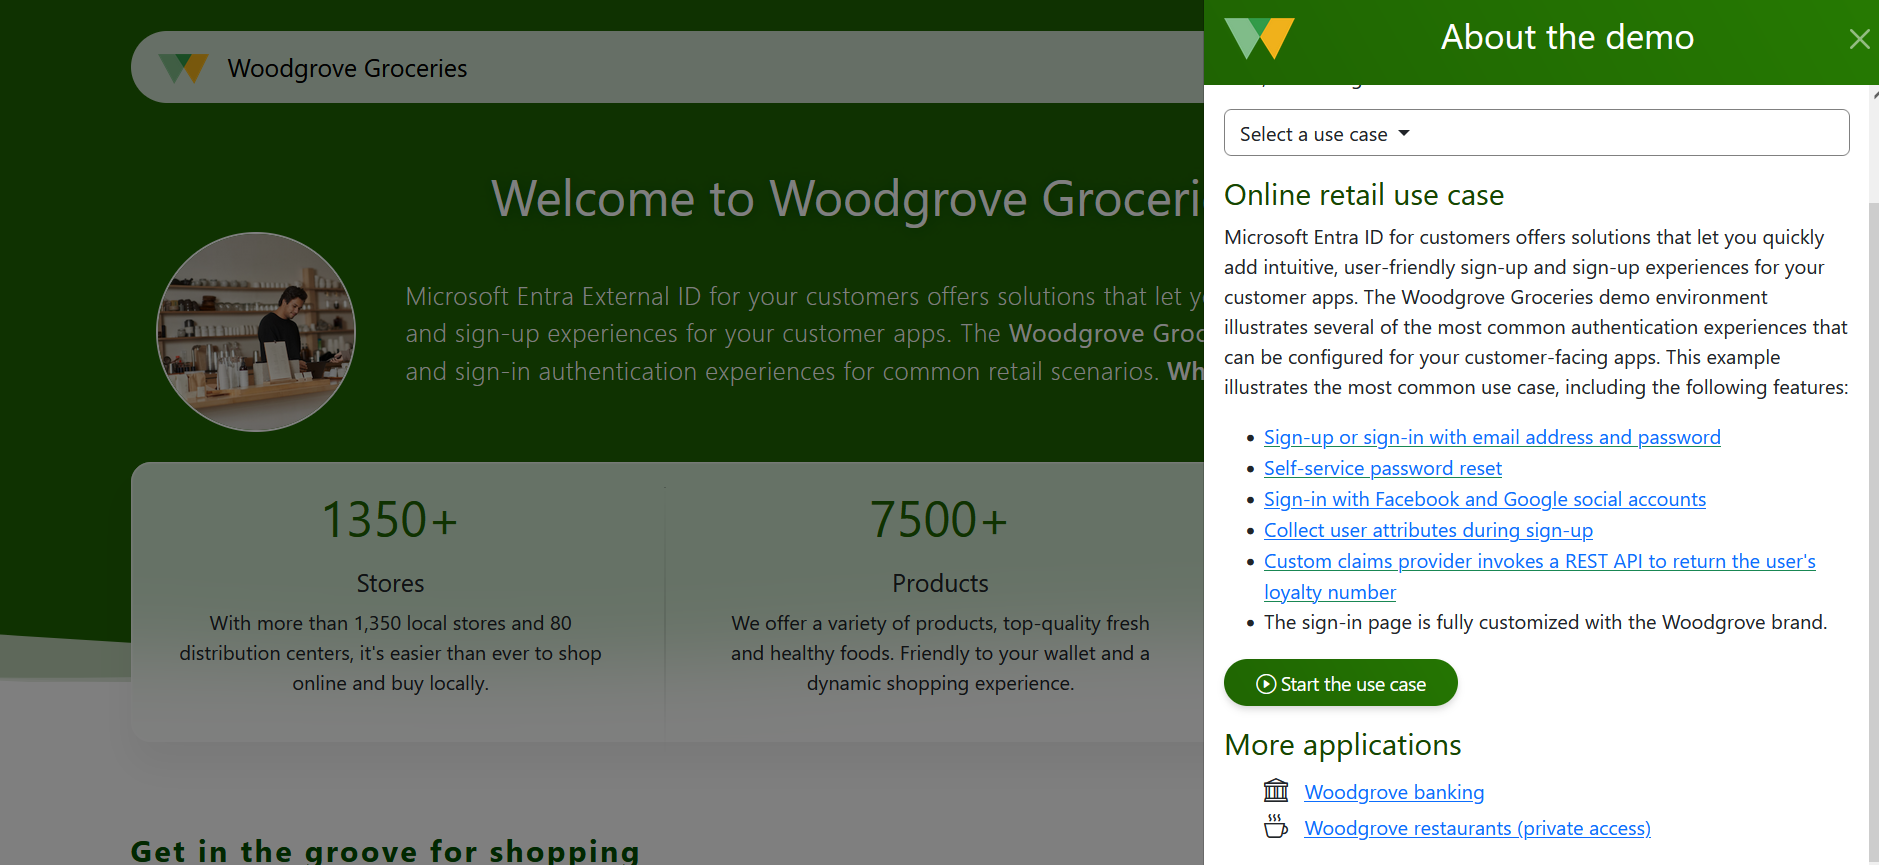 Woodgrove Groceries
Welcome to Woodgrove Groceri
Microsoft Entra External ID for your customers offers solutions that let y
and sign-up experiences for your customer apps. The Woodgrove Groc
and sign-in authentication experiences for common retail scenarios. Wh
1350+
Stores
With more than 1,350 local stores and 80
distribution centers, it's easier than ever to shop
online and buy locally.
7500+
Products
We offer a variety of products, top-quality fresh
and healthy foods. Friendly to your wallet and a
dynamic shopping experience.
Get in the groove for shopping
About the demo
Select a use case
Online retail use case
Microsoft Entra ID for customers offers solutions that let you quickly
add intuitive, user-friendly sign-up and sign-up experiences for your
customer apps. The Woodgrove Groceries demo environment
illustrates several of the most common authentication experiences that
can be configured for your customer-facing apps. This example
illustrates the most common use case, including the following features:
• Sign-up or sign-in with email address and password
• Self-service password reset
• Sign-in with Facebook and Google social accounts
• Collect user attributes during sign-up
• Custom claims provider invokes a REST API to return the user's
loyalty number
• The sign-in page is fully customized with the Woodgrove brand.
Start the use case
More applications
Woodgrove banking
Woodgrove restaurants (private access)